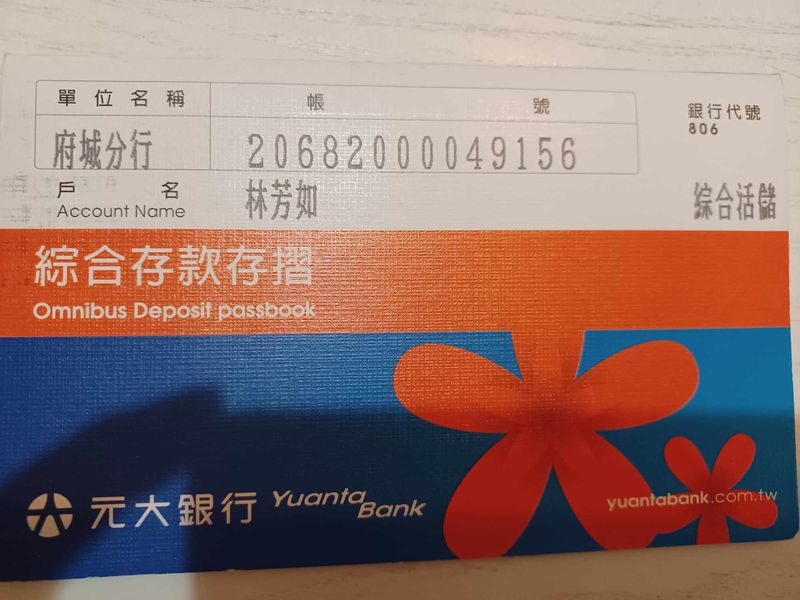 單位名稱 帳號
銀行代號
806
府城分行 20682000049156
戶名 林芳如 綜合活儲
Account Name
綜合存款存摺
Omnibus Deposit passbook
元大銀行 Yuanta Bank
yuantabank.com.tw